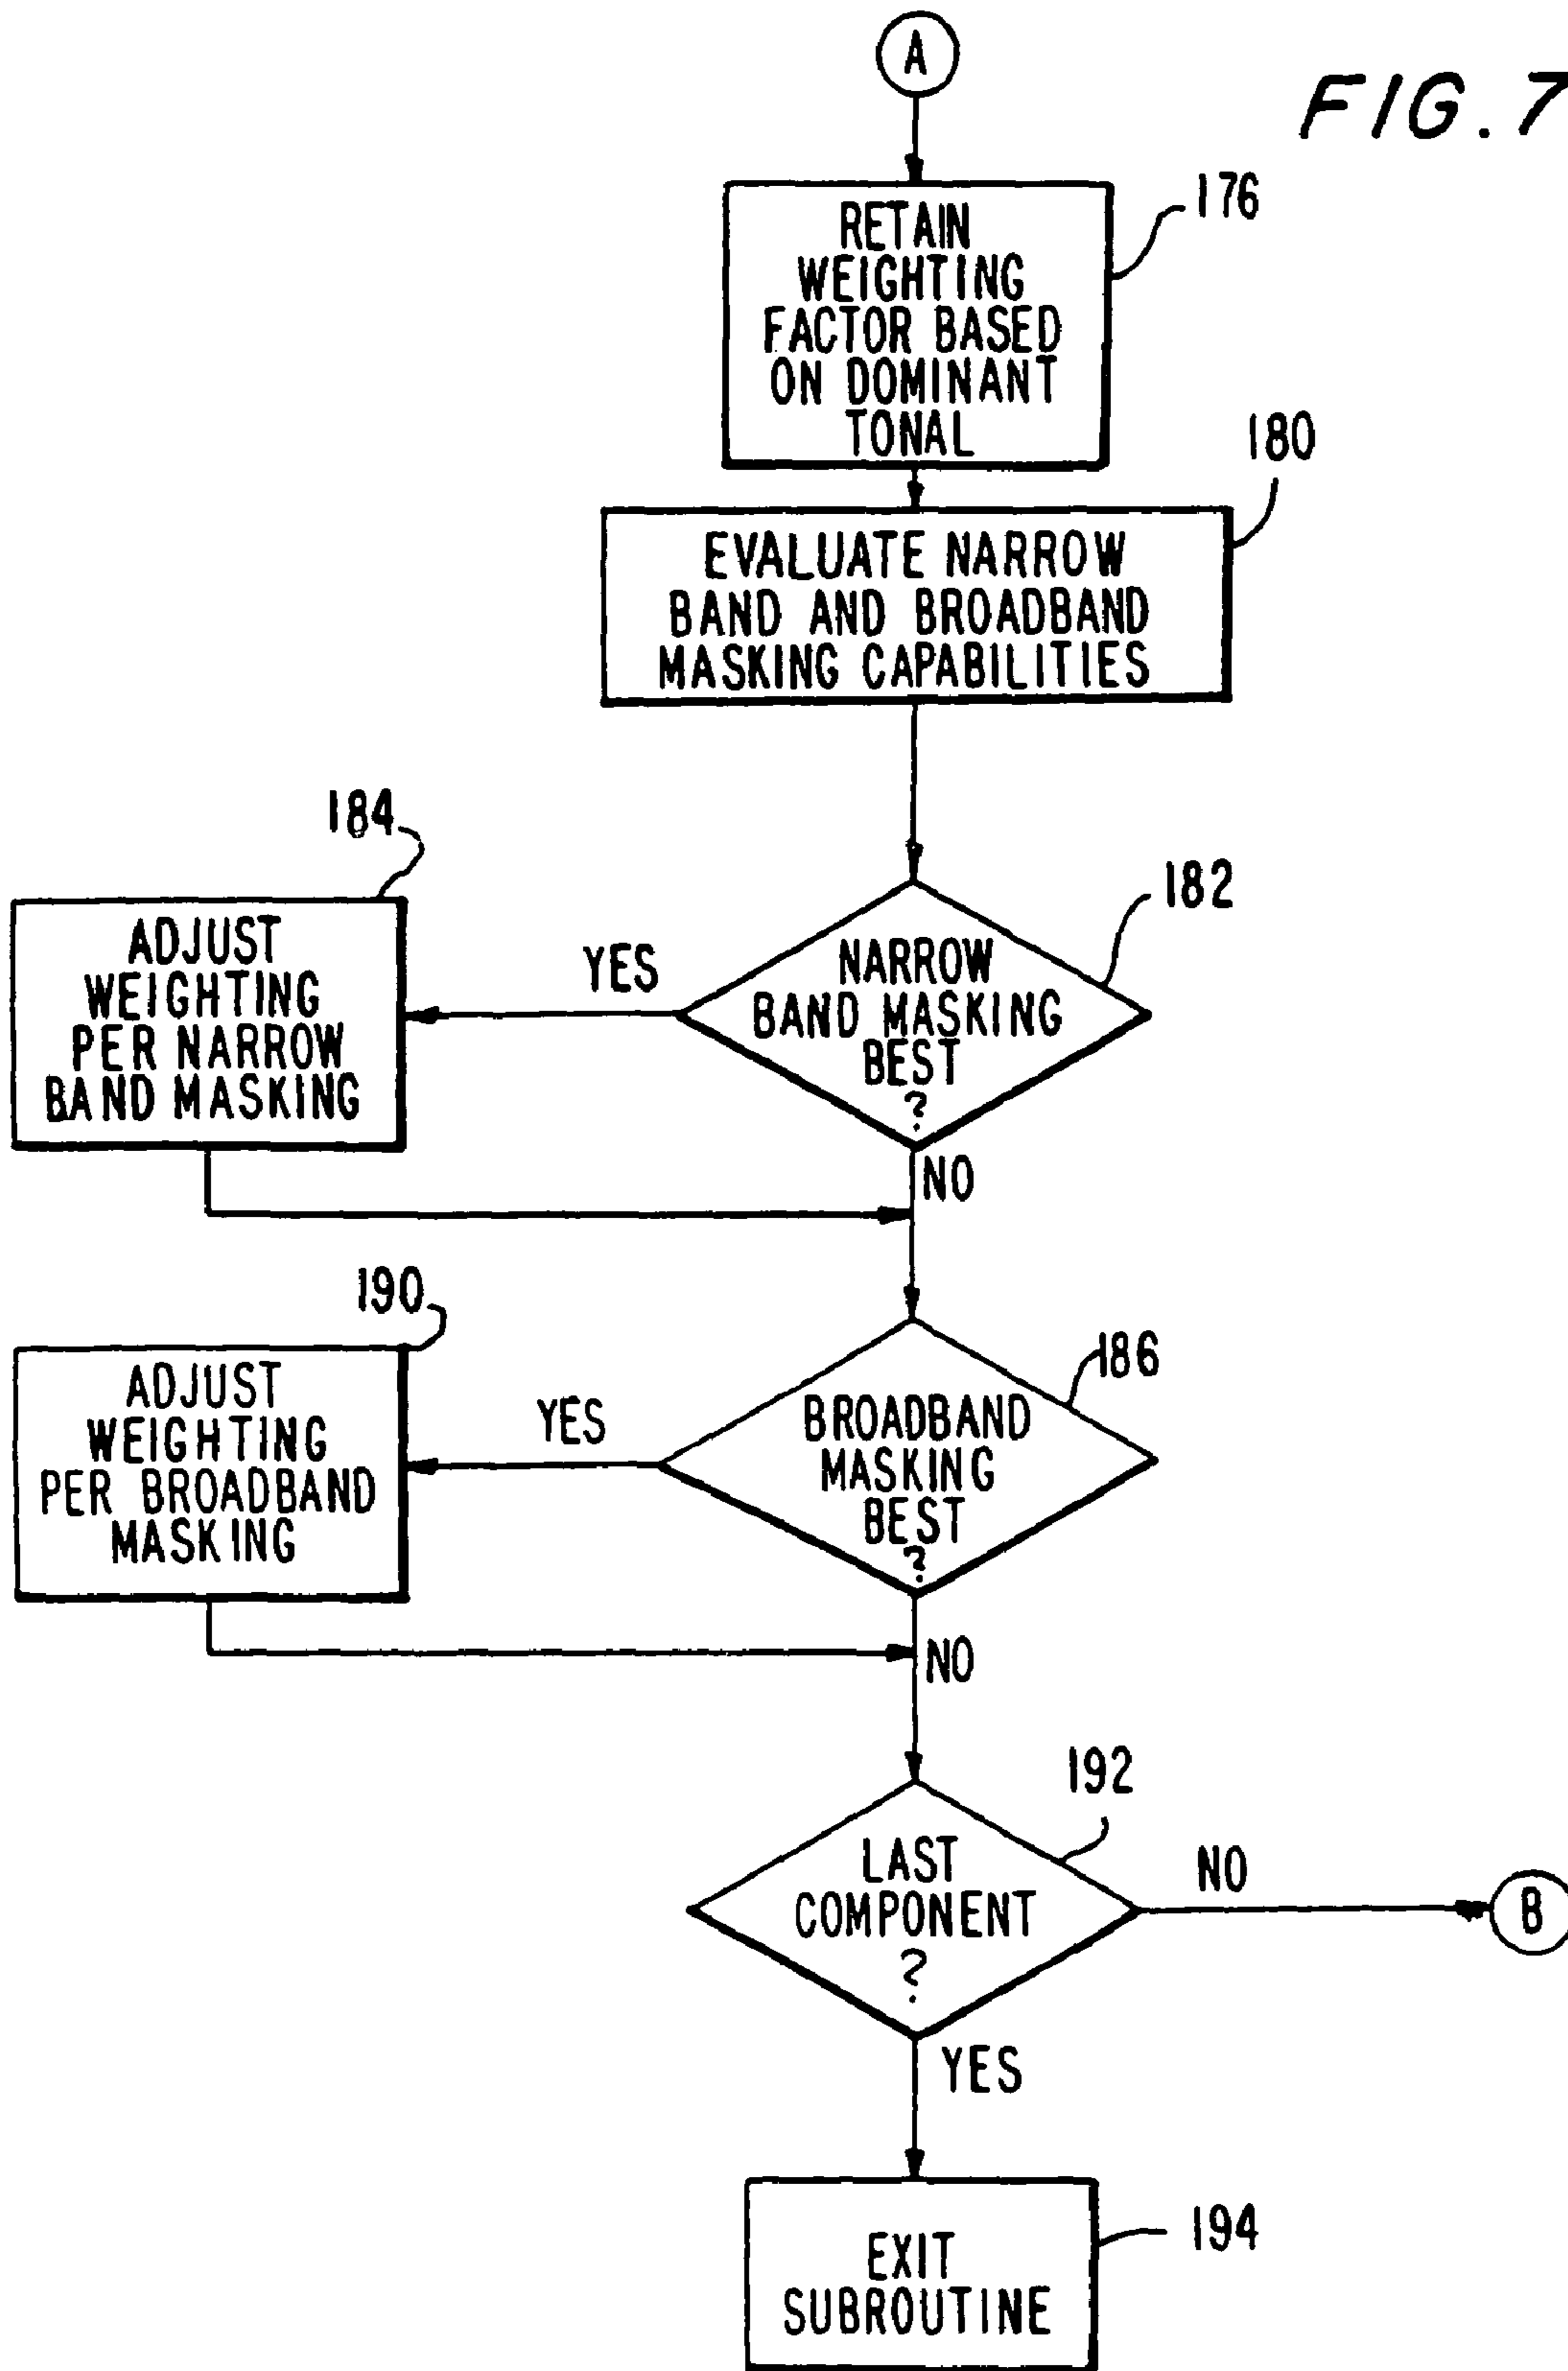 A
FIG. 7
176
RETAIN
WEIGHTING
FACTOR BASED
ON DOMINANT
TONAL
180
EVALUATE NARROW
BAND AND BROADBAND
MASKING CAPABILITIES
184
182
ADJUST
WEIGHTING
PER NARROW
BAND MASKING
YES
NARROW
BAND MASKING
BEST
?
NO
190
186
ADJUST
WEIGHTING
PER BROADBAND
MASKING
YES
BROADBAND
MASKING
BEST
?
NO
192
LAST
COMPONENT
?
NO
B
YES
194
EXIT
SUBROUTINE